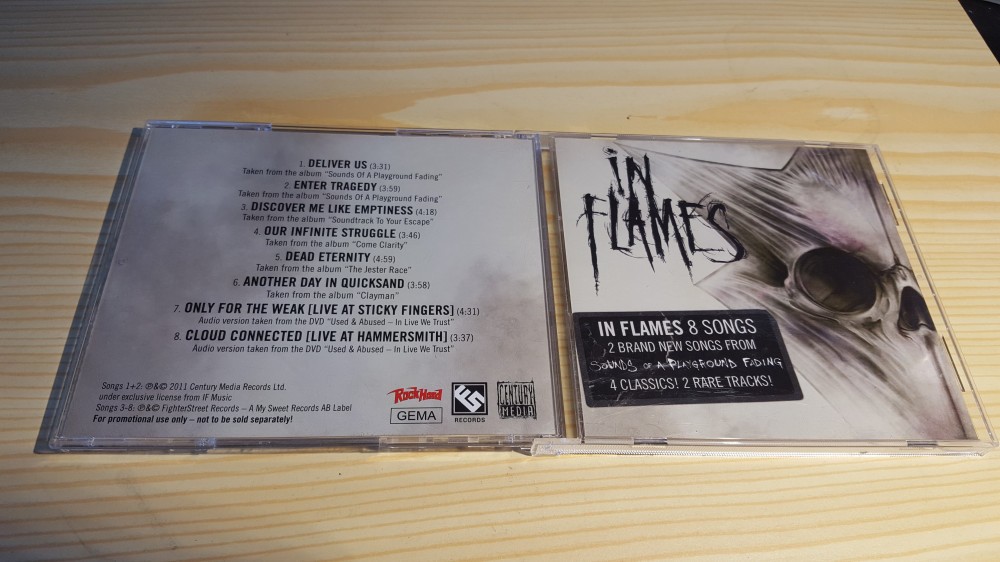 1. DELIVER US (3:31)
Taken from the album "Sounds Of A Playground Fading"
2. ENTER TRAGEDY (3:59)
Taken from the album "Sounds Of A Playground Fading"
3. DISCOVER ME LIKE EMPTINESS (4:18)
Taken from the album "Soundtrack To Your Escape"
4. OUR INFINITE STRUGGLE (3:46)
Taken from the album "Come Clarity"
5. DEAD ETERNITY (4:59)
Taken from the album "The Jester Race"
6. ANOTHER DAY IN QUICKSAND (3:58)
Taken from the album "Clayman"
7. ONLY FOR THE WEAK [LIVE AT STICKY FINGERS] (4:31)
Audio version taken from the DVD "Used & Abused – In Live We Trust"
8. CLOUD CONNECTED [LIVE AT HAMMERSMITH] (3:37)
Audio version taken from the DVD "Used & Abused – In Live We Trust"
Songs 1+2: ℗&© 2011 Century Media Records Ltd.
under exclusive license from IF Music
Songs 3-8: ℗&© FighterStreet Records – A My Sweet Records AB Label
For promotional use only – not to be sold separately!
RockHard
GEMA
FS
RECORDS
CENTURY
MEDIA
IN
FLAMES
IN FLAMES 8 SONGS
2 BRAND NEW SONGS FROM
SOUNDS OF A PLAYGROUND FADING
4 CLASSICS! 2 RARE TRACKS!